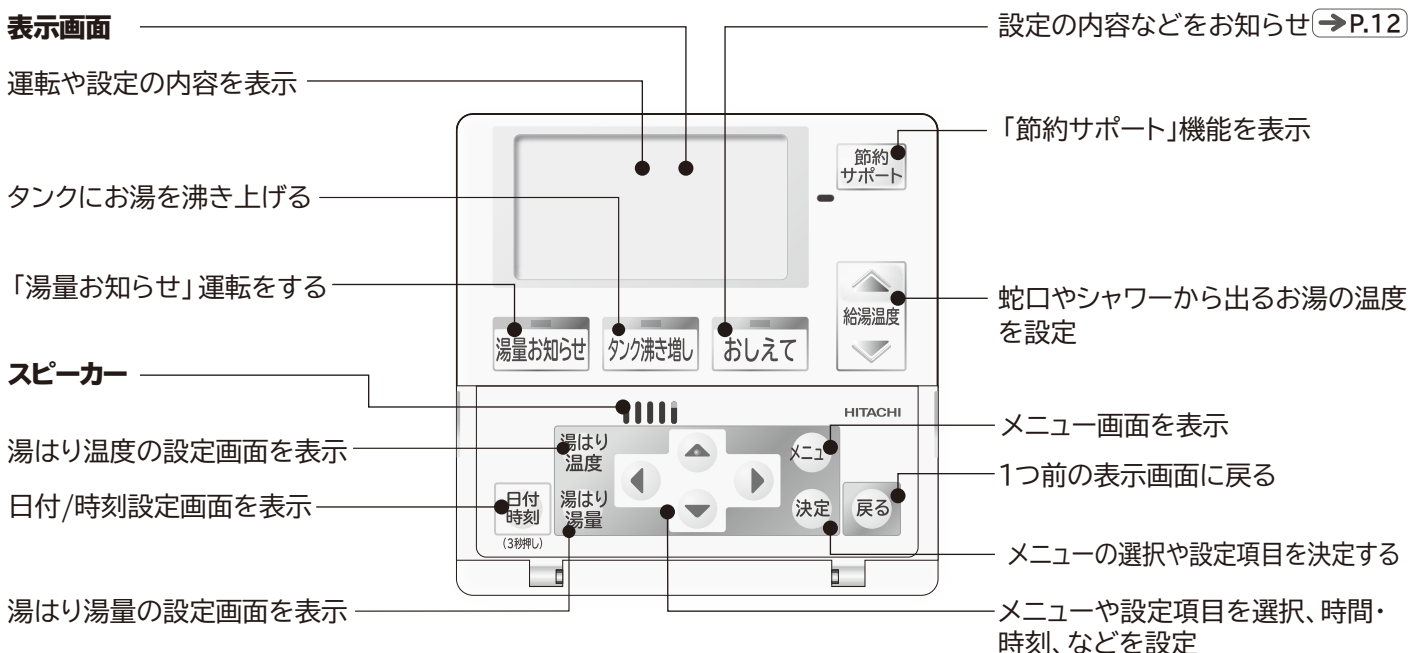 表示画面
運転や設定の内容を表示
タンクにお湯を沸き上げる
「湯量お知らせ」運転をする
スピーカー
湯はり温度の設定画面を表示
日付/時刻設定画面を表示
湯はり湯量の設定画面を表示
節約
サポート
給湯温度
湯量お知らせ
タンク沸き増し
おしえて
HITACHI
湯はり
温度
メニュー
日付
時刻
(3秒押し)
湯はり
湯量
決定
戻る
設定の内容などをお知らせ→P.12
「節約サポート」機能を表示
蛇口やシャワーから出るお湯の温度
を設定
メニュー画面を表示
1つ前の表示画面に戻る
メニューの選択や設定項目を決定する
メニューや設定項目を選択、時間・
時刻、などを設定